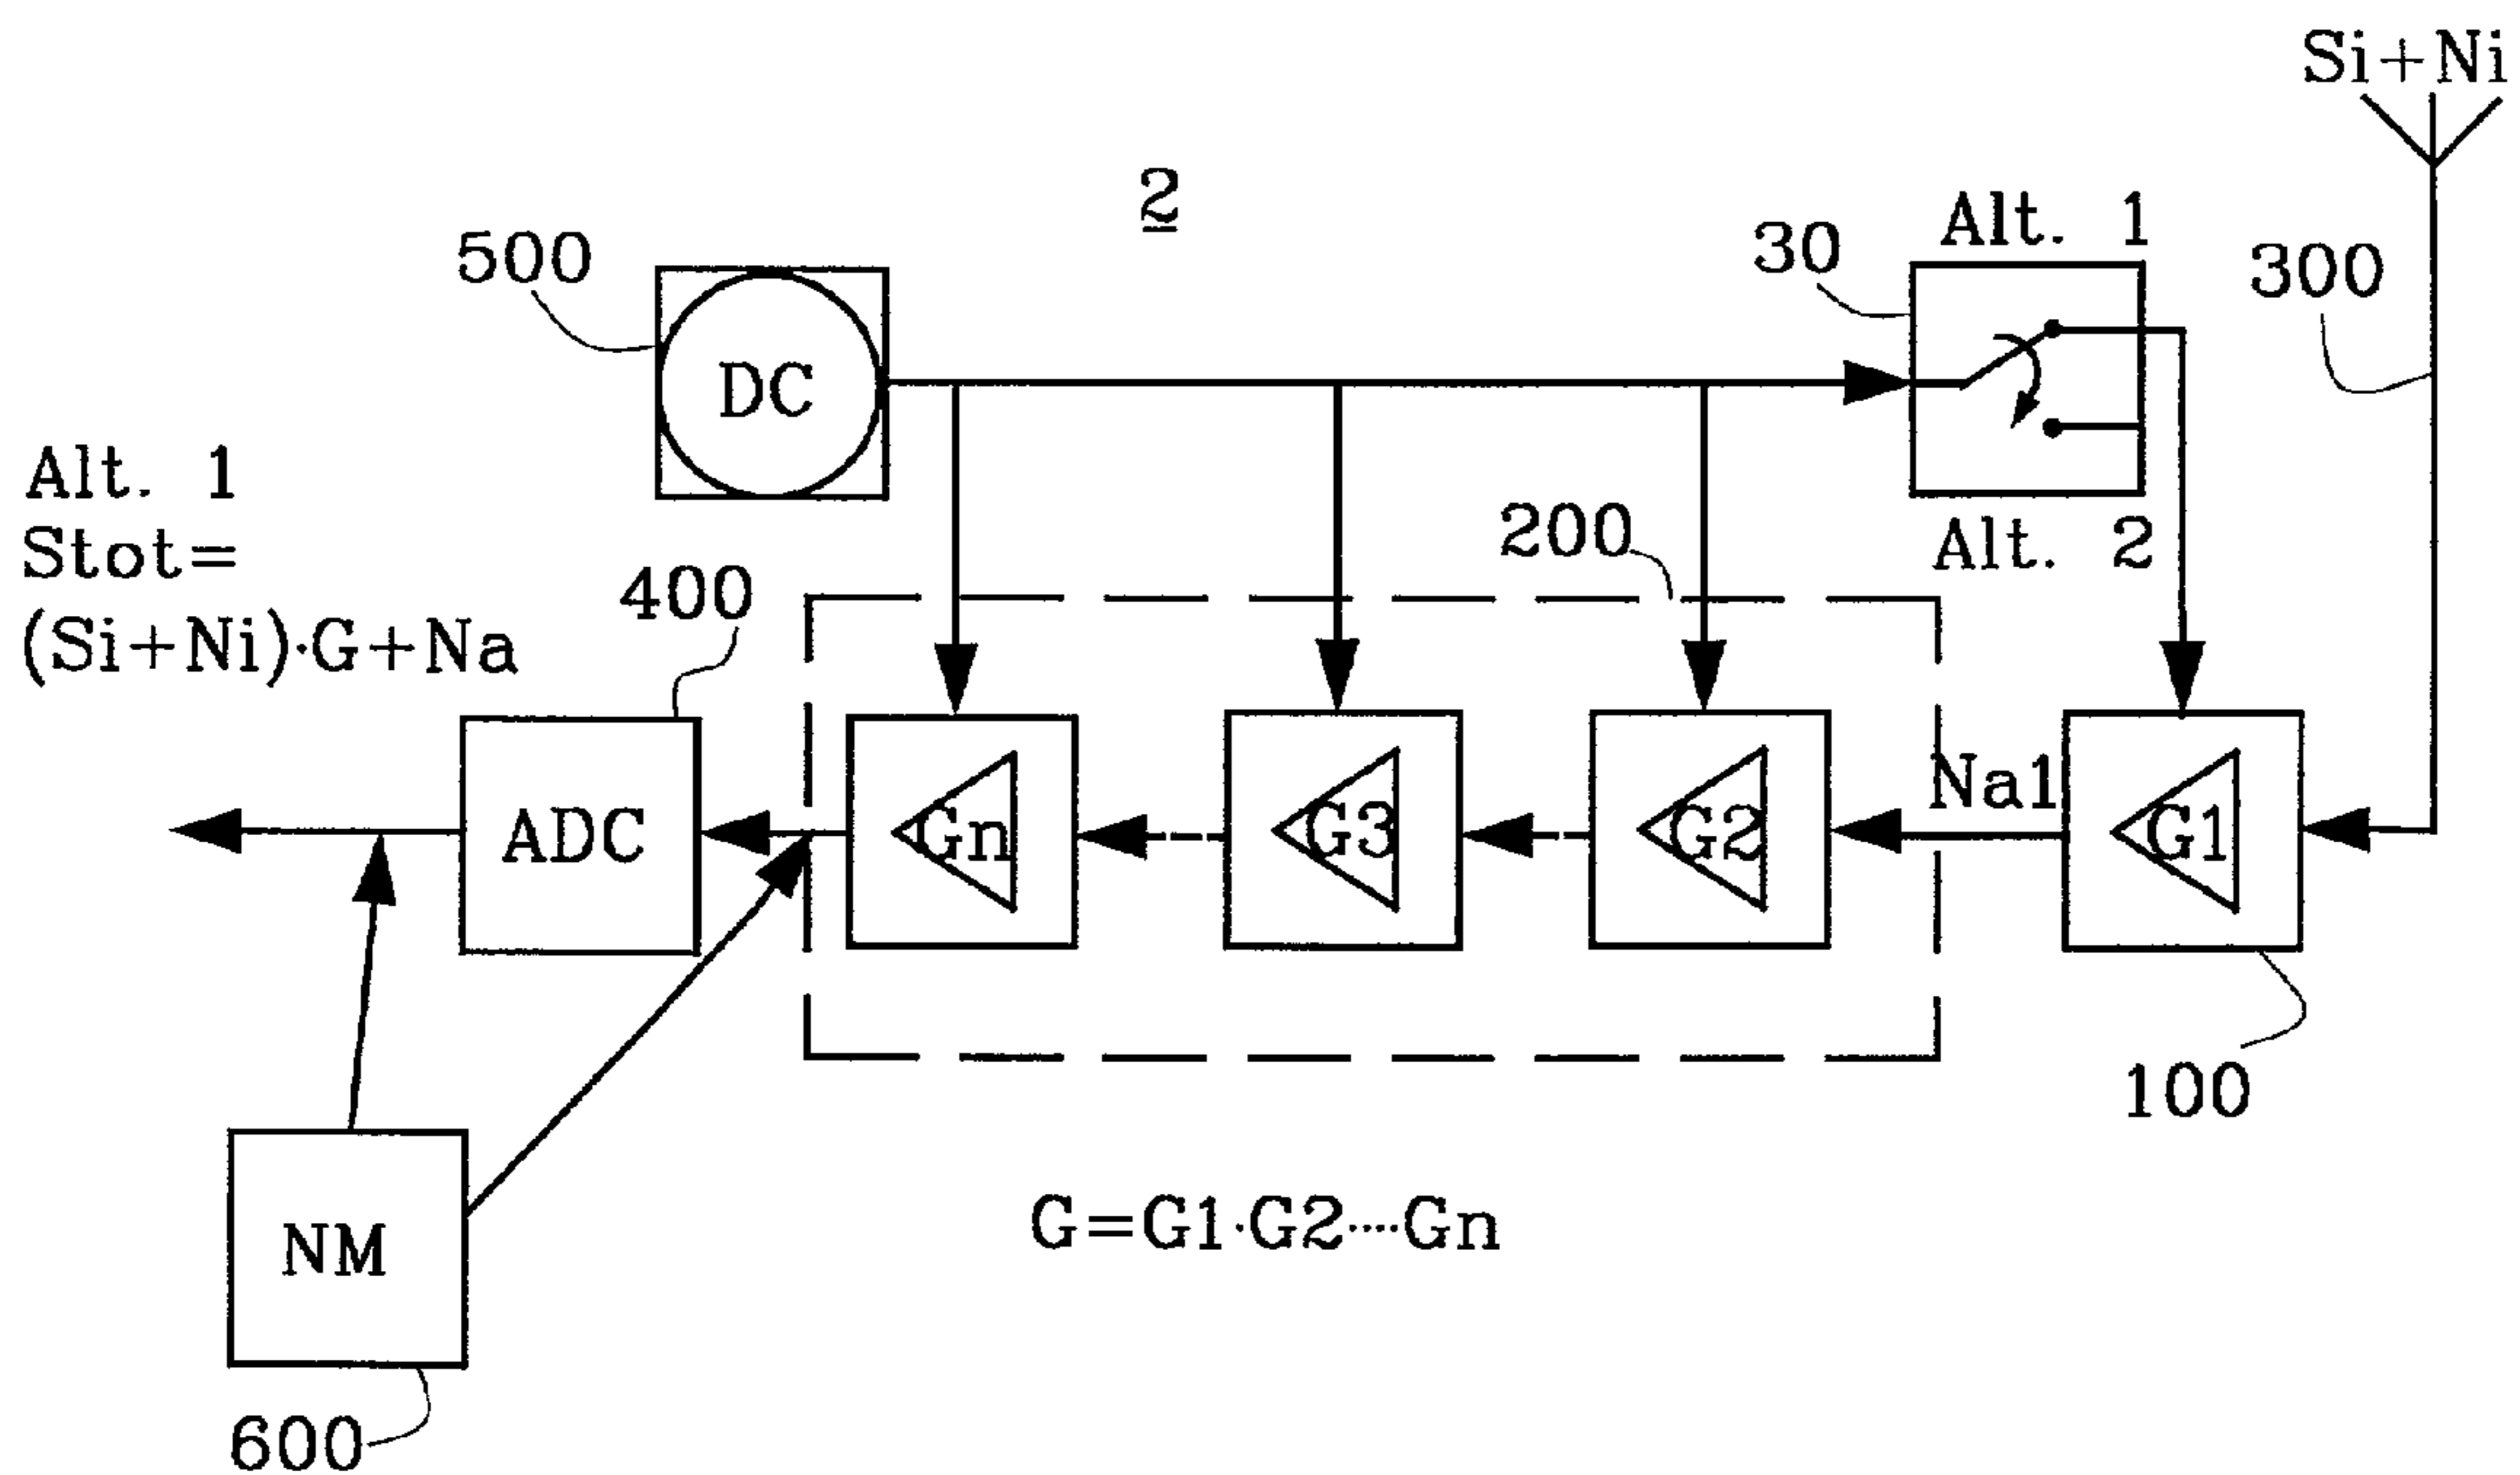 Si+Ni
2
Alt. 1
30
500
300
DC
Alt. 1
Stot=
(Si+Ni)·G+Na
200
Alt. 2
400
Na1
ADC
Gn
G3
G2
G1
100
G=G1·G2····Gn
NM
600